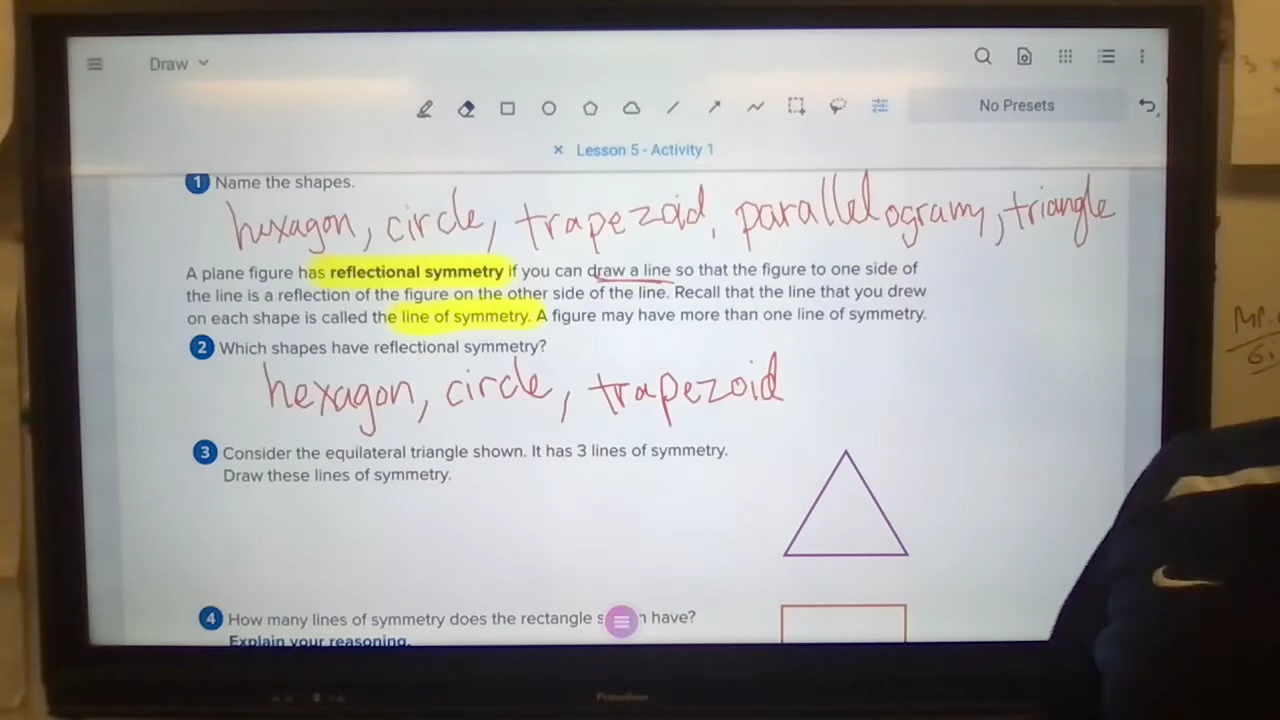 Draw
No Presets
× Lesson 5 - Activity 1
1 Name the shapes.
hexagon, circle, trapezoid, parallelogram, triangle
A plane figure has reflectional symmetry if you can draw a line so that the figure to one side of
the line is a reflection of the figure on the other side of the line. Recall that the line that you drew
on each shape is called the line of symmetry. A figure may have more than one line of symmetry.
2 Which shapes have reflectional symmetry?
hexagon, circle, trapezoid
3 Consider the equilateral triangle shown. It has 3 lines of symmetry.
Draw these lines of symmetry.
4 How many lines of symmetry does the rectangle s n have?
Explain your reasoning.
Promethean